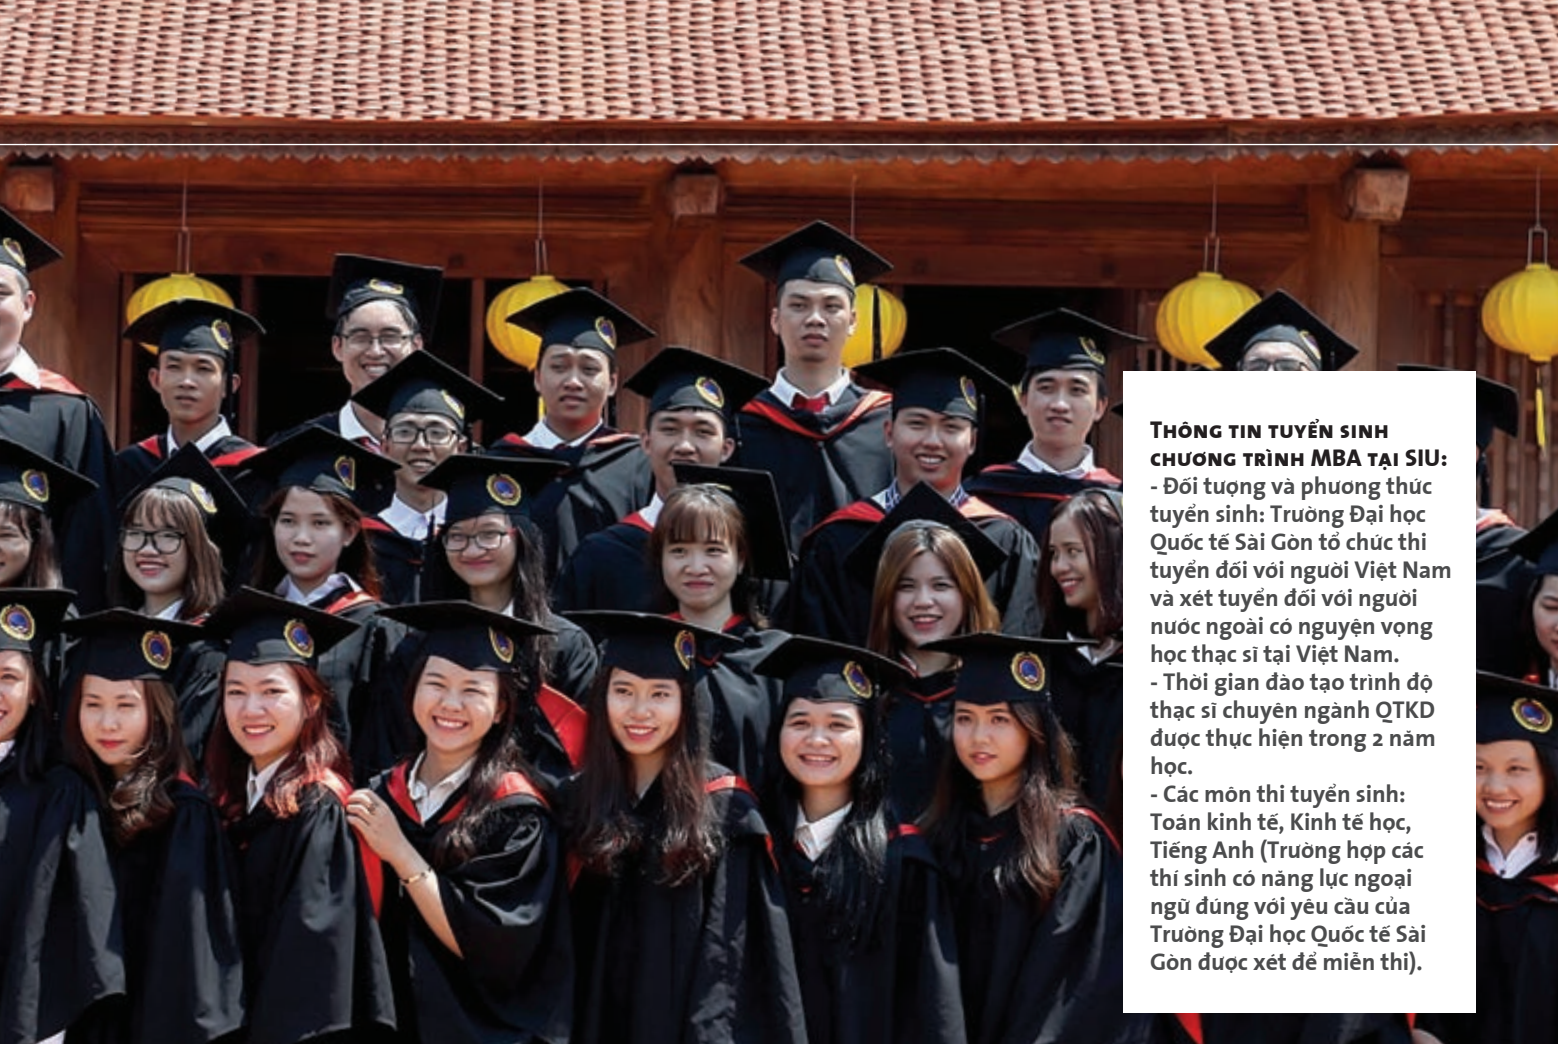 THÔNG TIN TUYỂN SINH
CHƯƠNG TRÌNH MBA TẠI SIU:
- Đối tượng và phương thức
tuyển sinh: Trường Đại học
Quốc tế Sài Gòn tổ chức thi
tuyển đối với người Việt Nam
và xét tuyển đối với người
nước ngoài có nguyện vọng
học thạc sĩ tại Việt Nam.
- Thời gian đào tạo trình độ
thạc sĩ chuyên ngành QTKD
được thực hiện trong 2 năm
học.
- Các môn thi tuyển sinh:
Toán kinh tế, Kinh tế học,
Tiếng Anh (Trường hợp các
thí sinh có năng lực ngoại
ngữ đúng với yêu cầu của
Trường Đại học Quốc tế Sài
Gòn được xét để miễn thi).